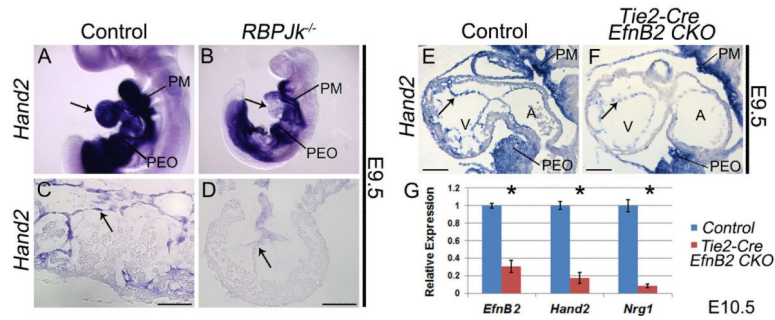 Control
RBPJk-/-
Hand2
A
PM
PEO
B
PM
PEO
E9.5
Hand2
C
D
Control
Tie2-Cre
EfnB2 CKO
Hand2
E
PM
V
A
PEO
F
PM
V
A
PEO
E9.5
G
Relative Expression
1.2
1
0.8
0.6
0.4
0.2
0
*
*
*
EfnB2
Hand2
Nrg1
Control
Tie2-Cre
EfnB2 CKO
E10.5